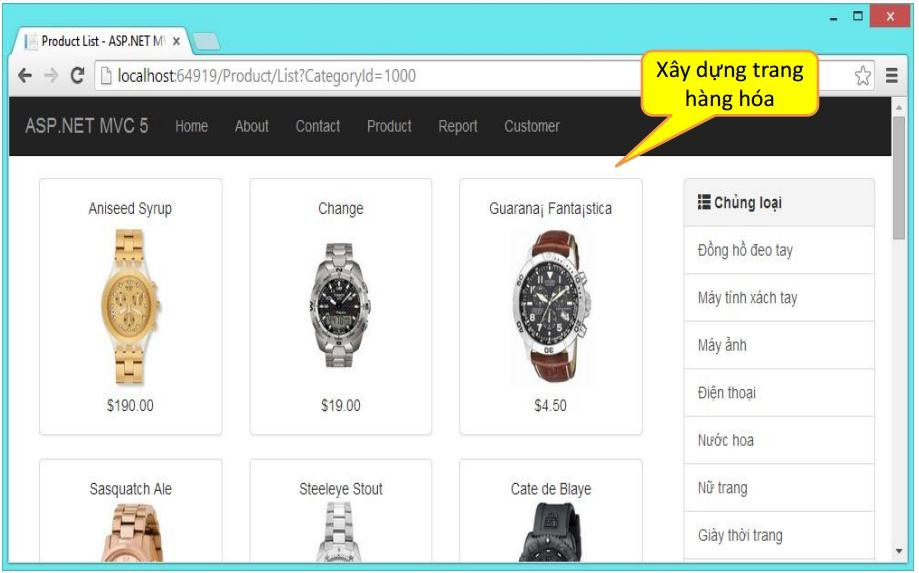 Product List - ASP.NET M
localhost:64919/Product/List?CategoryId=1000
Xây dựng trang
hàng hóa
ASP.NET MVC 5 Home About Contact Product Report Customer
Aniseed Syrup
Change
Guarana¡ Fanta¡stica
$190.00
$19.00
$4.50
Sasquatch Ale
Steeleye Stout
Cate de Blaye
Chủng loại
Đồng hồ đeo tay
Máy tính xách tay
Máy ảnh
Điện thoại
Nước hoa
Nữ trang
Giày thời trang